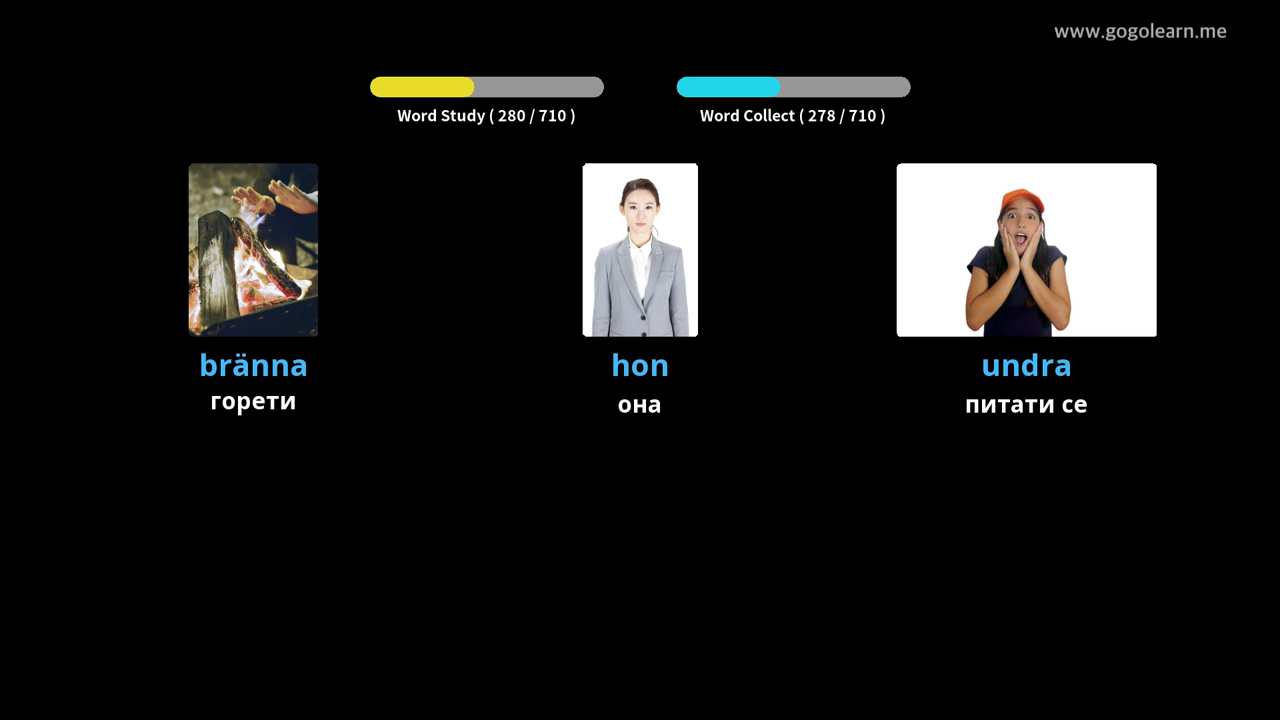 www.gogolearn.me
Word Study ( 280 / 710 )
Word Collect ( 278 / 710 )
bränna
горети
hon
она
undra
питати се